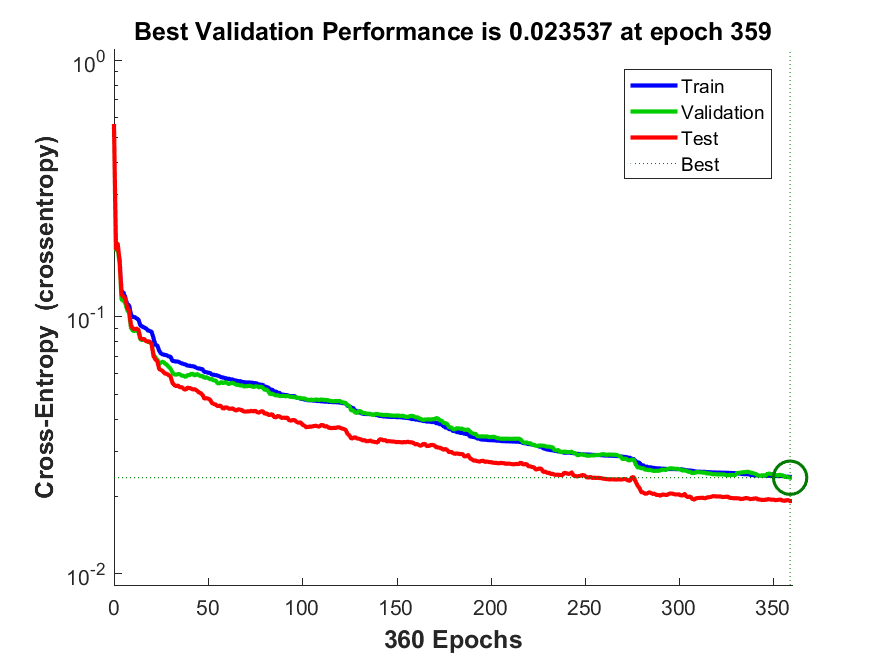 Best Validation Performance is 0.023537 at epoch 359
Cross-Entropy (crossentropy)
10^0
10^-1
10^-2
Train
Validation
Test
Best
0 50 100 150 200 250 300 350
360 Epochs